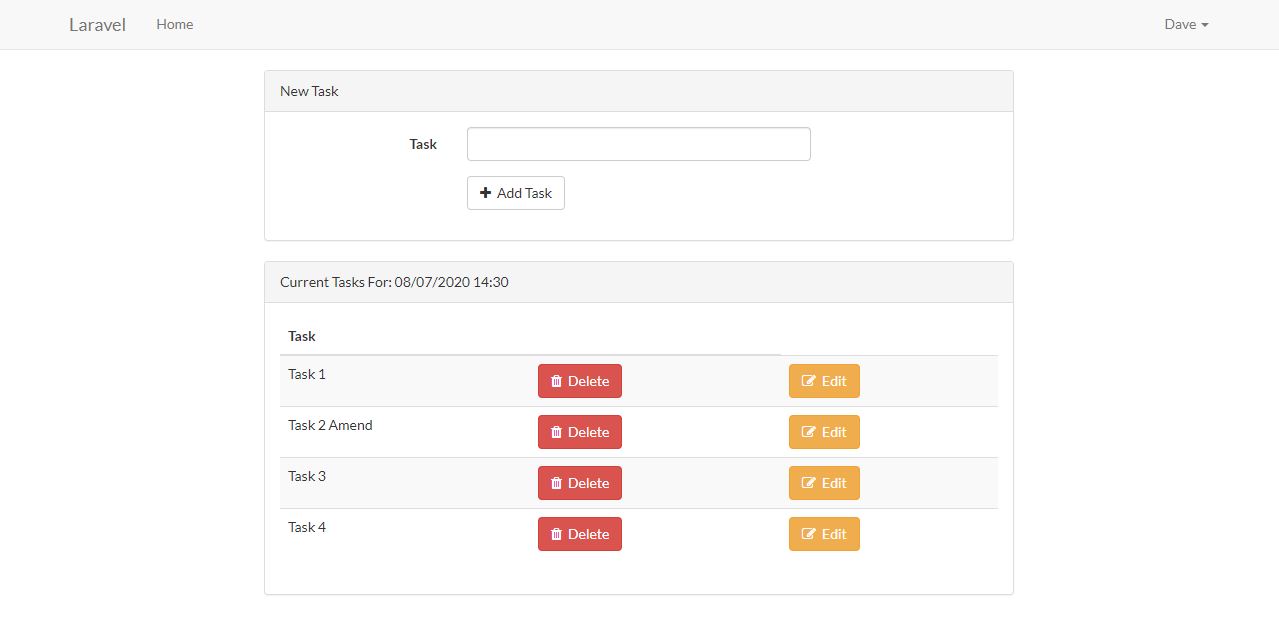 Laravel Home Dave
New Task
Task
Add Task
Current Tasks For: 08/07/2020 14:30
Task
Task 1 Delete Edit
Task 2 Amend Delete Edit
Task 3 Delete Edit
Task 4 Delete Edit